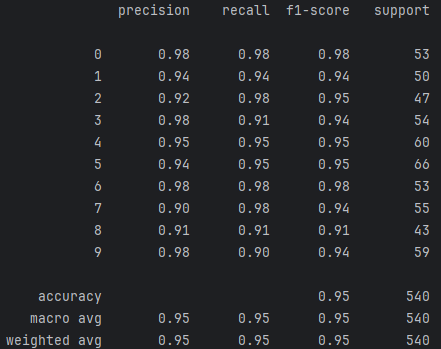 precision recall f1-score support
0 0.98 0.98 0.98 53
1 0.94 0.94 0.94 50
2 0.92 0.98 0.95 47
3 0.98 0.91 0.94 54
4 0.95 0.95 0.95 60
5 0.94 0.95 0.95 66
6 0.98 0.98 0.98 53
7 0.90 0.98 0.94 55
8 0.91 0.91 0.91 43
9 0.98 0.90 0.94 59
accuracy 0.95 540
macro avg 0.95 0.95 0.95 540
weighted avg 0.95 0.95 0.95 540